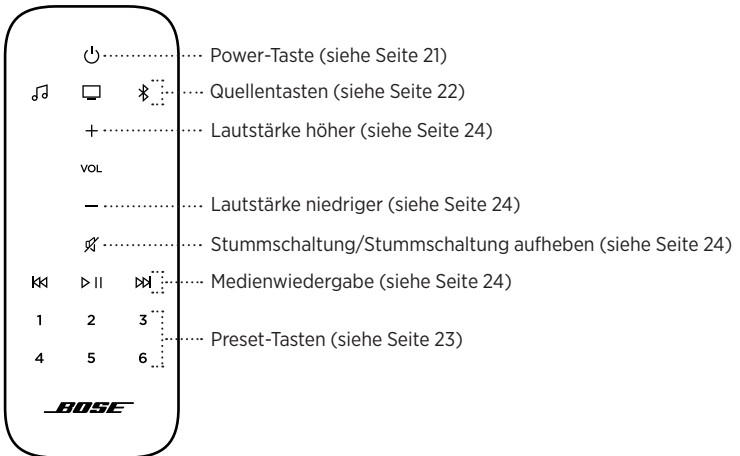 Power-Taste (siehe Seite 21)
Quellentasten (siehe Seite 22)
Lautstärke höher (siehe Seite 24)
VOL
Lautstärke niedriger (siehe Seite 24)
Stummschaltung/Stummschaltung aufheben (siehe Seite 24)
Medienwiedergabe (siehe Seite 24)
1 2 3
Preset-Tasten (siehe Seite 23)
4 5 6
BOSE